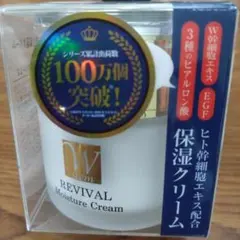 シリーズ累計出荷数
100万個
突破!
W幹細胞エキス
EGF
3種のヒアルロン酸
ヒト幹細胞エキス配合
保湿クリーム
W
REVIVAL
Moisture Cream